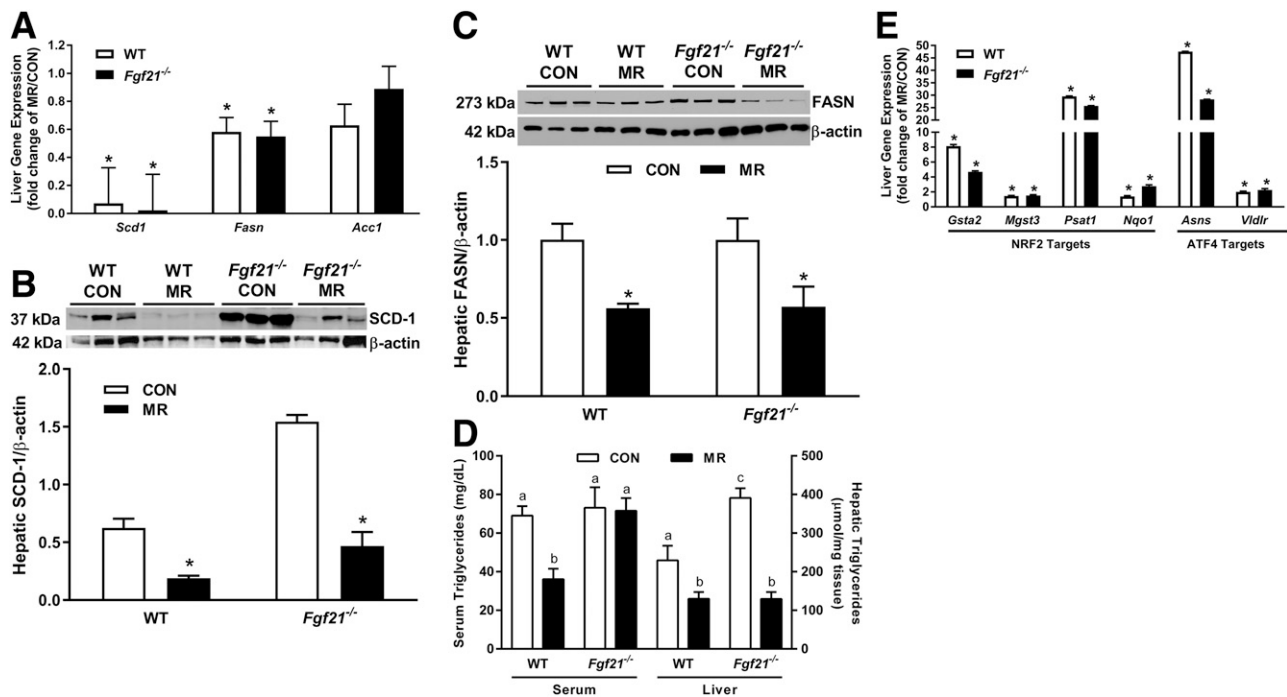 A
Liver Gene Expression
(fold change of MR/CON)
WT
Fgf21-/-
1.2
1.0
0.8
0.6
0.4
0.2
0.0
* * * *
Scd1 Fasn Acc1
B
WT CON
WT MR
Fgf21-/- CON
Fgf21-/- MR
37 kDa SCD-1
42 kDa β-actin
Hepatic SCD-1/β-actin
2.0
1.5
1.0
0.5
0.0
CON
MR
* *
WT Fgf21-/-
C
WT CON
WT MR
Fgf21-/- CON
Fgf21-/- MR
273 kDa FASN
42 kDa β-actin
CON MR
Hepatic FASN/β-actin
1.5
1.0
0.5
0.0
* *
WT Fgf21-/-
D
CON MR
Serum Triglycerides (mg/dL)
100
80
60
40
20
0
a b a a a b c b
500
400
300
200
100
0
Hepatic Triglycerides
(μmol/mg tissue)
WT Fgf21-/- WT Fgf21-/-
Serum Liver
E
Liver Gene Expression
(fold change of MR/CON)
WT
Fgf21-/-
50
45
40
35
30
25
20
15
10
8
6
4
2
0
* * * * * * * * * * * *
Gsta2 Mgst3 Psat1 Nqo1 Asns Vldlr
NRF2 Targets ATF4 Targets